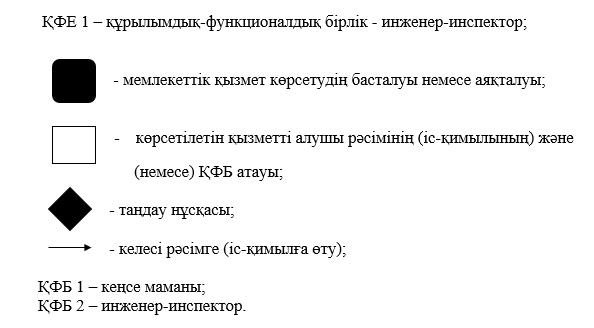 ҚФЕ 1 – құрылымдық-функционалдық бірлік - инженер-инспектор;
- мемлекеттік қызмет көрсетудің басталуы немесе аяқталуы;
- көрсетілетін қызметті алушы рәсімінің (іс-қимылының) және
(немесе) ҚФБ атауы;
- таңдау нұсқасы;
- келесі рәсімге (іс-қимылға өту);
ҚФБ 1 – кеңсе маманы;
ҚФБ 2 – инженер-инспектор.